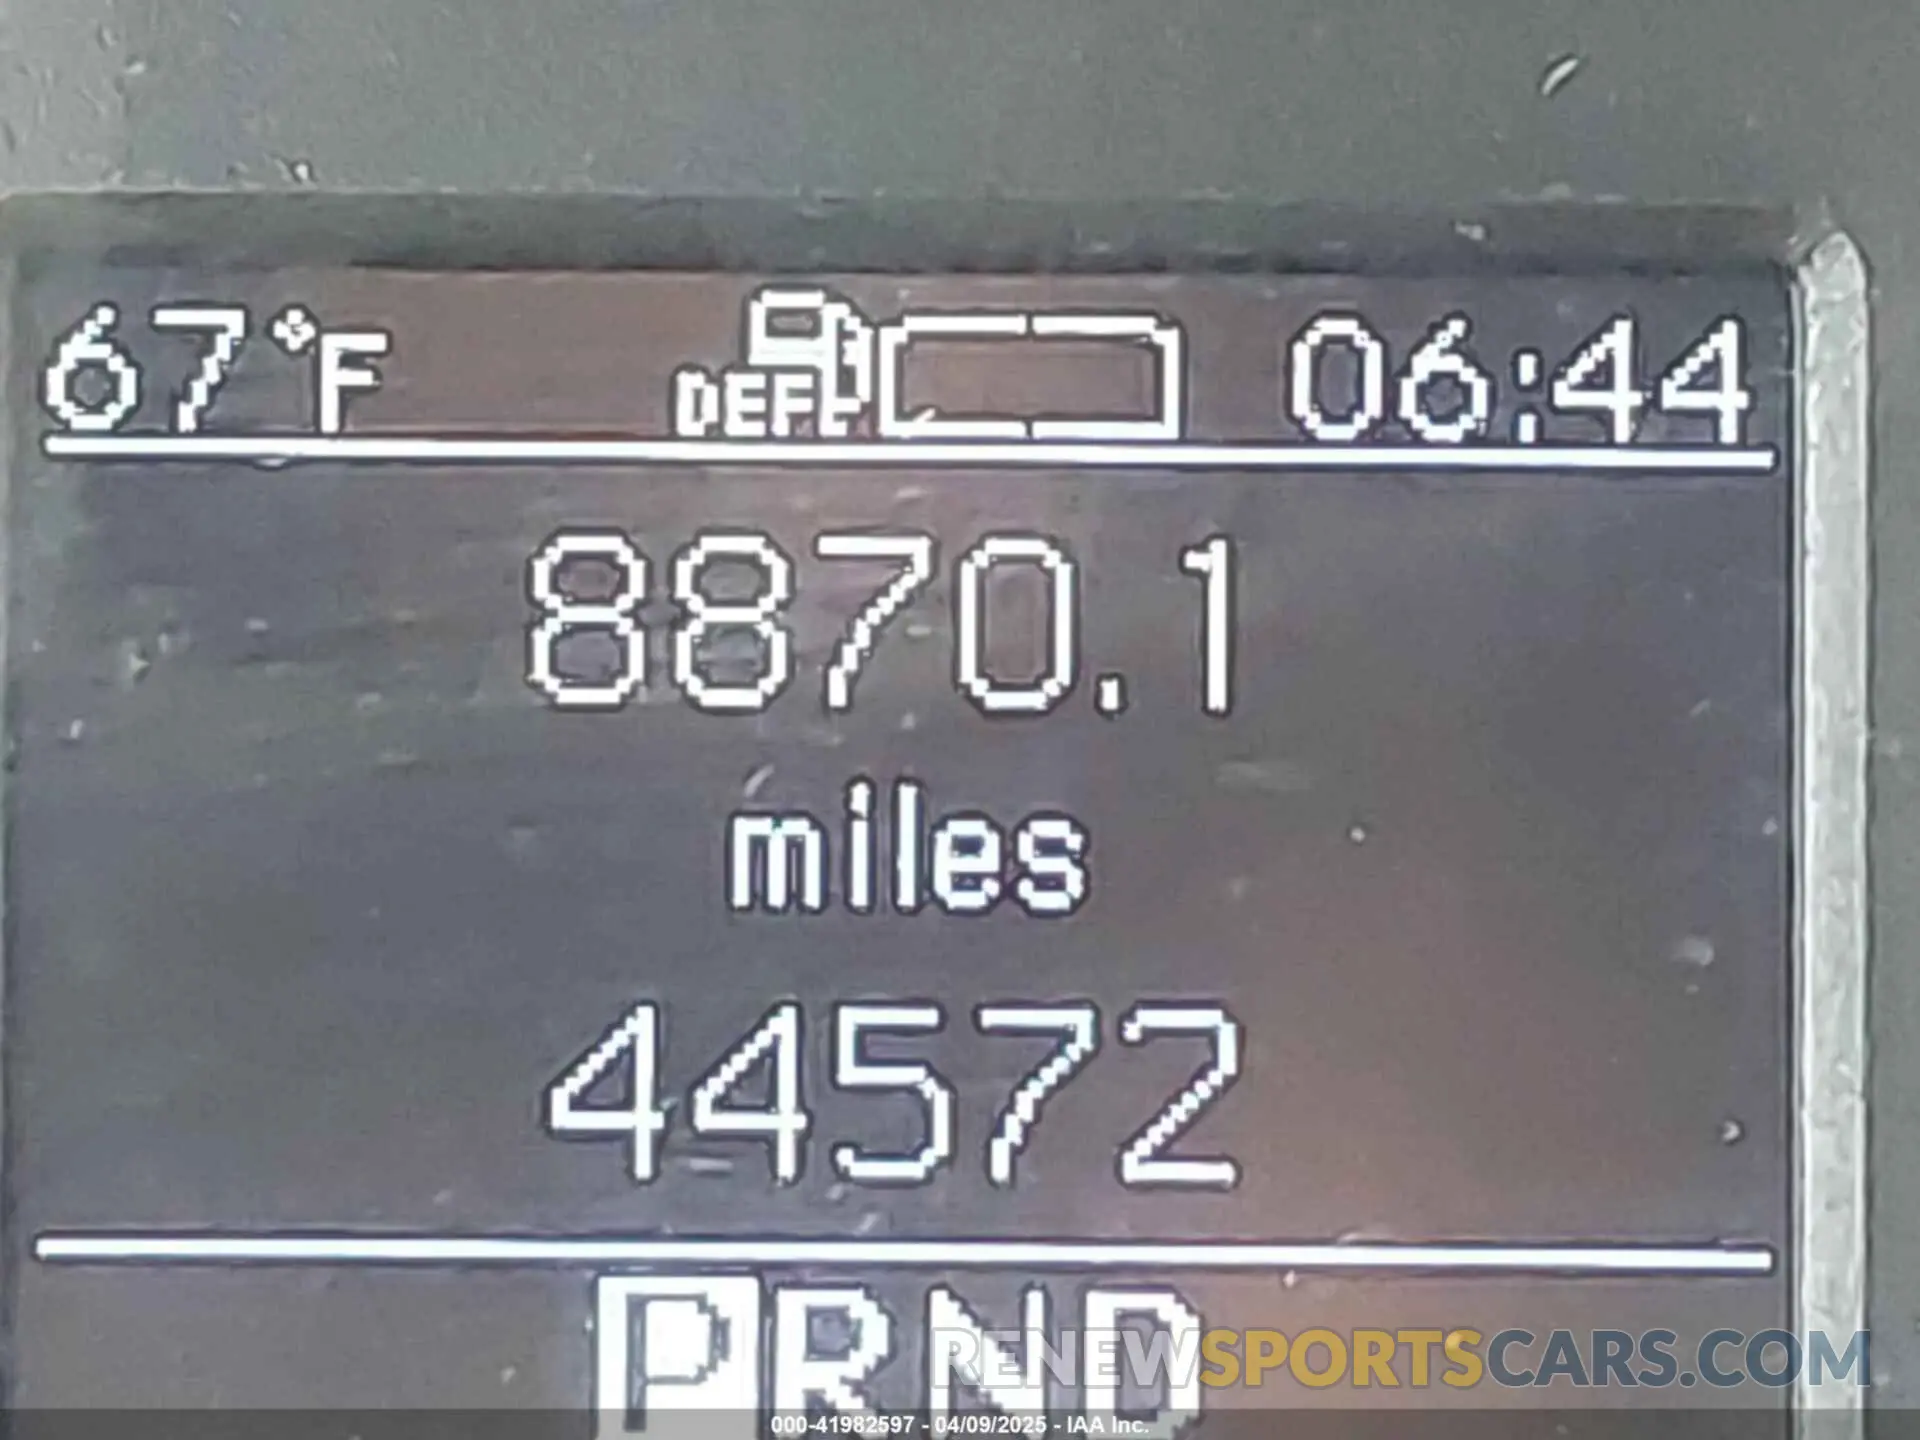 67°F DEF 06:44
8870.1
miles
44572
PRND
RENEWSPORTSCARS.COM
000-41982597 - 04/09/2025 - IAA Inc.